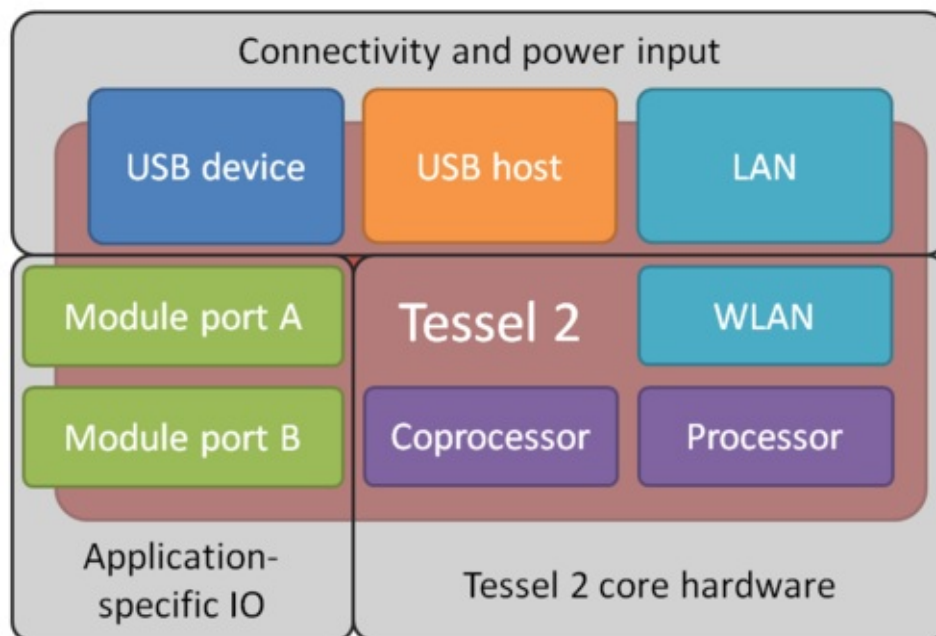 Connectivity and power input
USB device
USB host
LAN
Module port A
Tessel 2
WLAN
Module port B
Coprocessor
Processor
Application-
specific IO
Tessel 2 core hardware